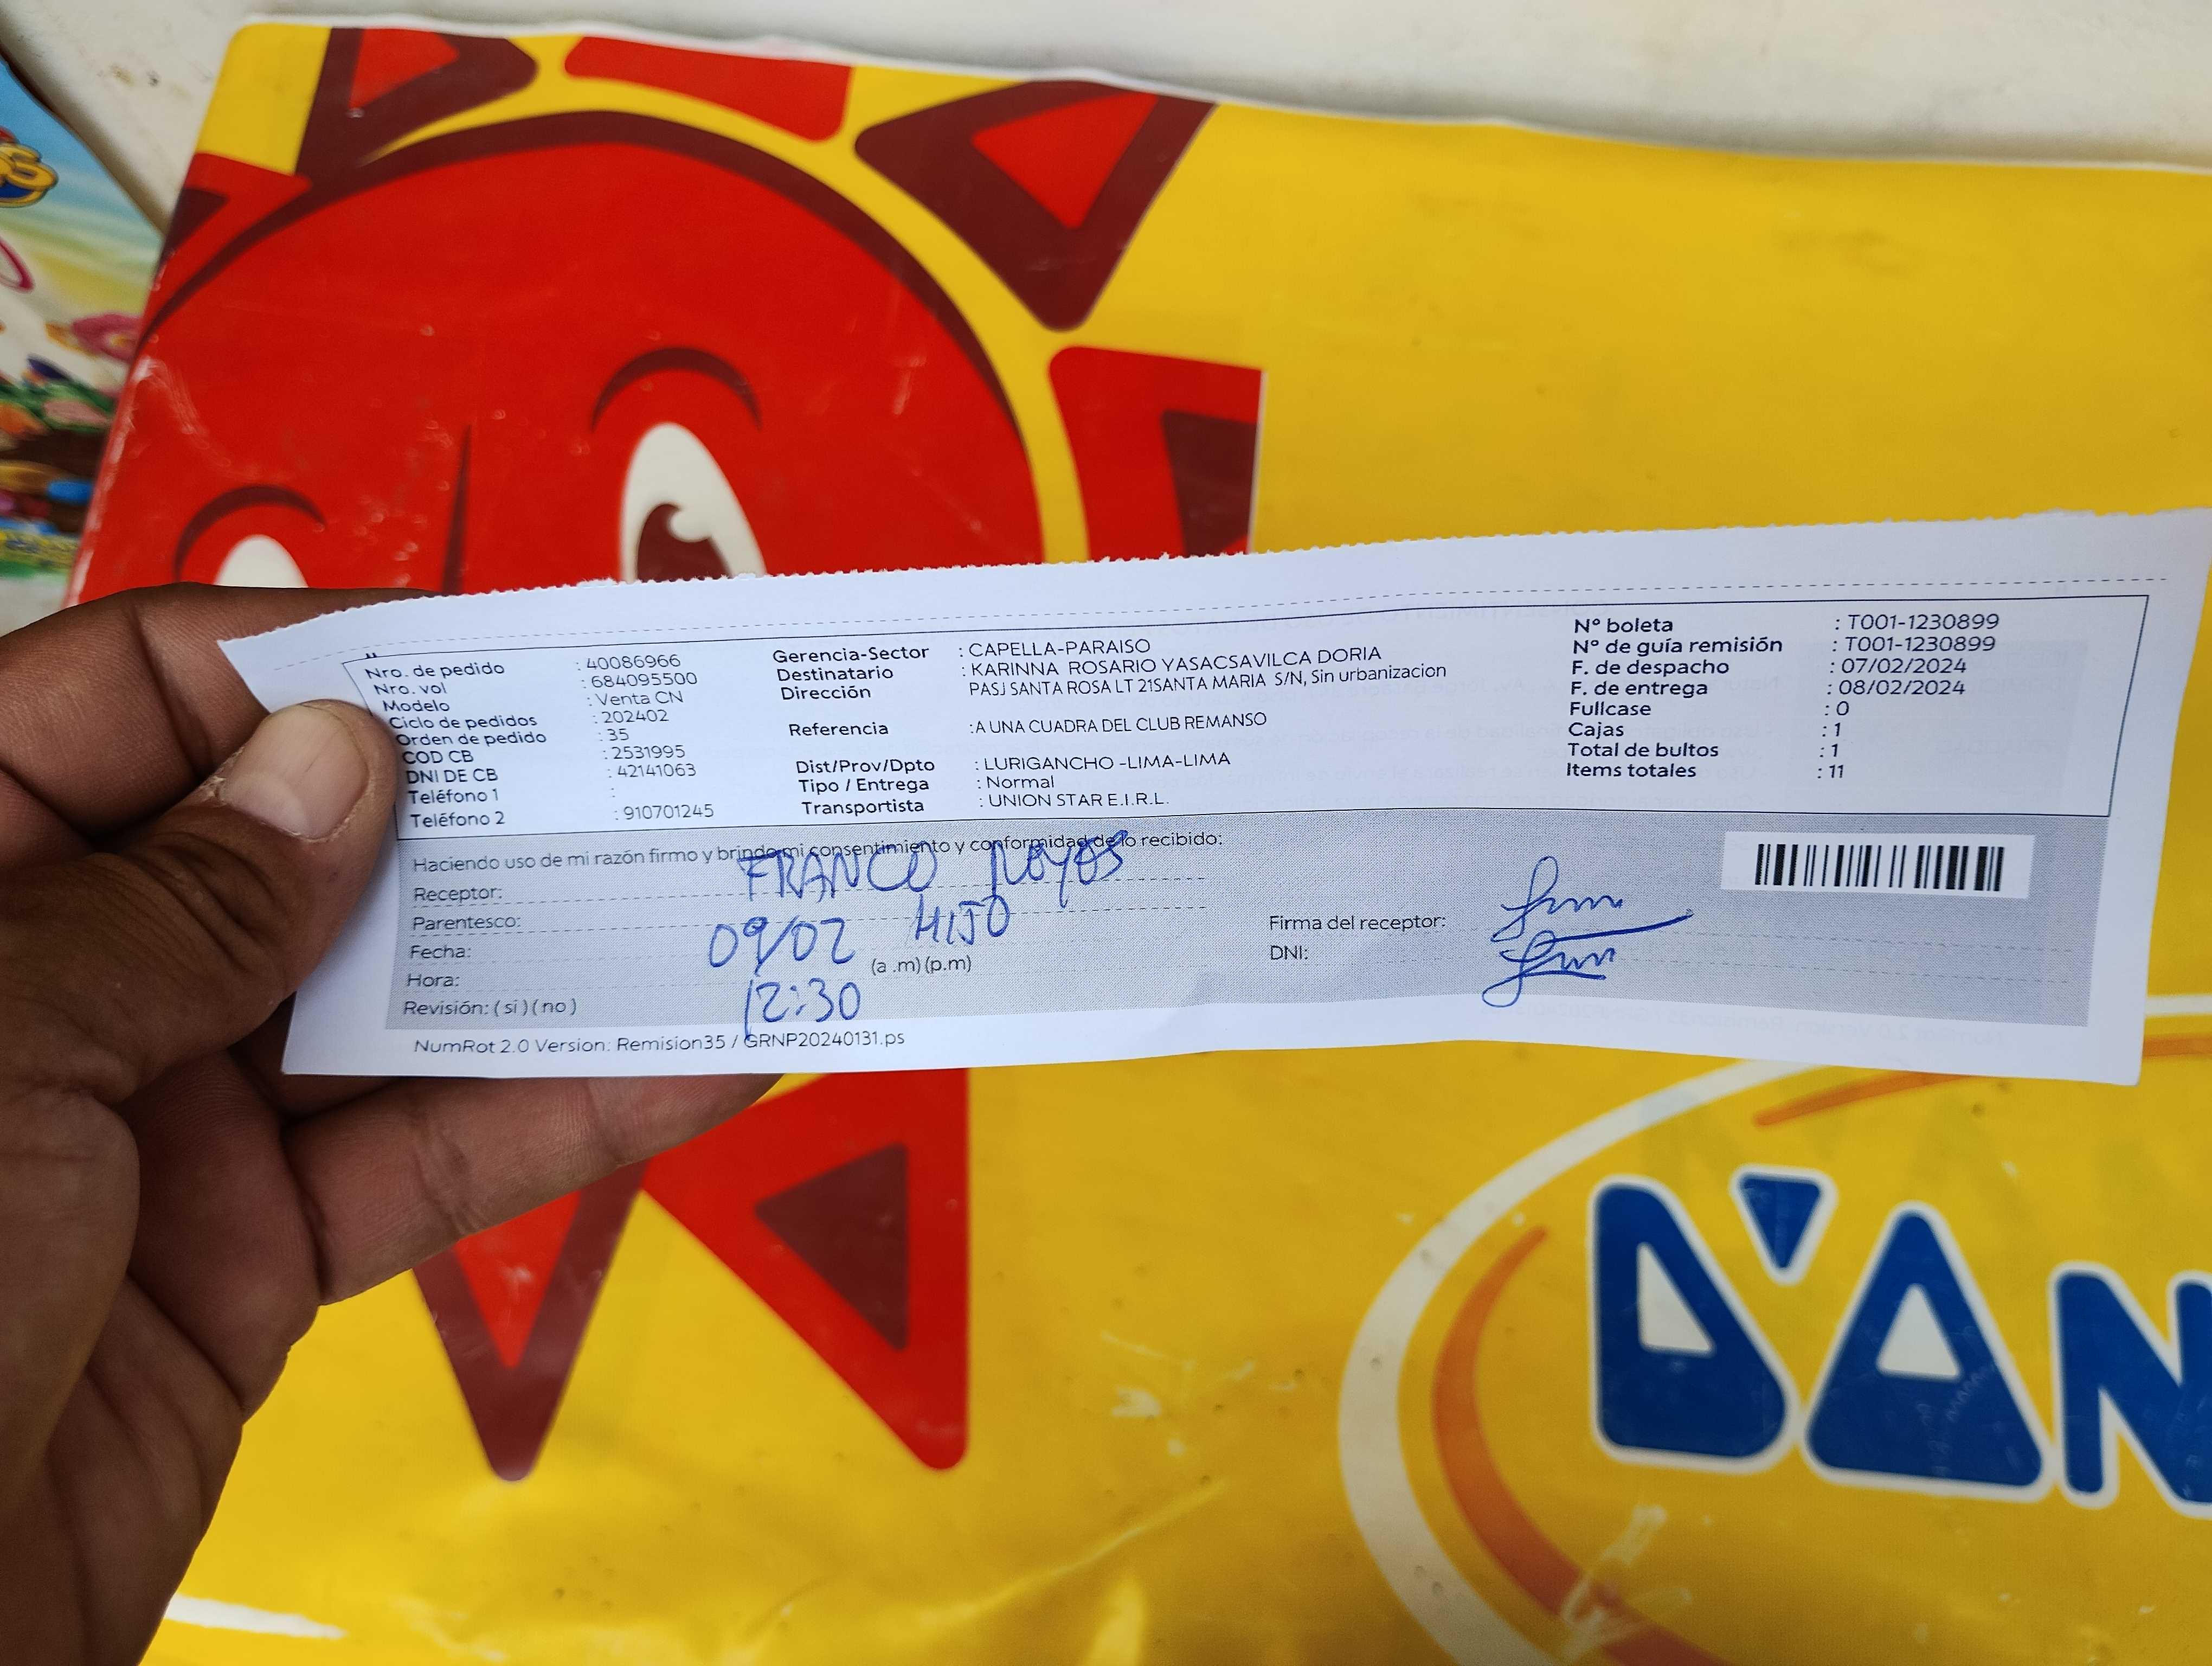 Nro. de pedido : 40086966
Nro. vol : 684095500
Modelo : Venta CN
Ciclo de pedidos : 202402
Orden de pedido : 35
COD CB : 2531995
DNI DE CB : 42141063
Teléfono 1 :
Teléfono 2 : 910701245
Gerencia-Sector : CAPELLA-PARAISO
Destinatario : KARINNA ROSARIO YASACSAVILCA DORIA
Dirección PASJ SANTA ROSA LT 21SANTA MARIA S/N, Sin urbanizacion
Referencia :A UNA CUADRA DEL CLUB REMANSO
Dist/Prov/Dpto : LURIGANCHO -LIMA-LIMA
Tipo / Entrega : Normal
Transportista : UNION STAR E.I.R.L.
Nº boleta : T001-1230899
Nº de guía remisión : T001-1230899
F. de despacho : 07/02/2024
F. de entrega : 08/02/2024
Fullcase : 0
Cajas : 1
Total de bultos : 1
Items totales : 11
Haciendo uso de mi razón firmo y brindo mi consentimiento y conformidad de lo recibido:
Receptor: FRANCO
Parentesco: HIJO
Fecha: 09/02
Hora: (a .m) (p.m)
12:30
Revisión: ( si ) ( no )
Firma del receptor:
DNI:
NumRot 2.0 Version: Remision35 / GRNP20240131.ps
D'AN